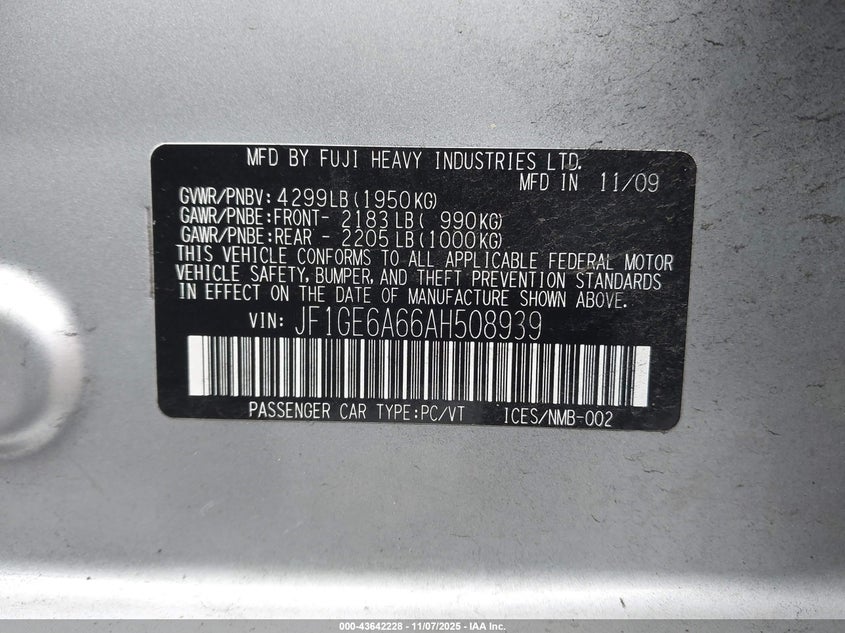 MFD BY FUJI HEAVY INDUSTRIES LTD.
MFD IN 11/09
GVWR/PNBV: 4299LB (1950KG)
GAWR/PNBE:FRONT- 2183 LB ( 990KG)
GAWR/PNBE:REAR - 2205 LB (1000KG)
THIS VEHICLE CONFORMS TO ALL APPLICABLE FEDERAL MOTOR
VEHICLE SAFETY, BUMPER, AND THEFT PREVENTION STANDARDS
IN EFFECT ON THE DATE OF MANUFACTURE SHOWN ABOVE.
VIN: JF1GE6A66AH508939
PASSENGER CAR TYPE:PC/VT ICES/NMB-002
000-43642228 - 11/07/2025 - IAA Inc.